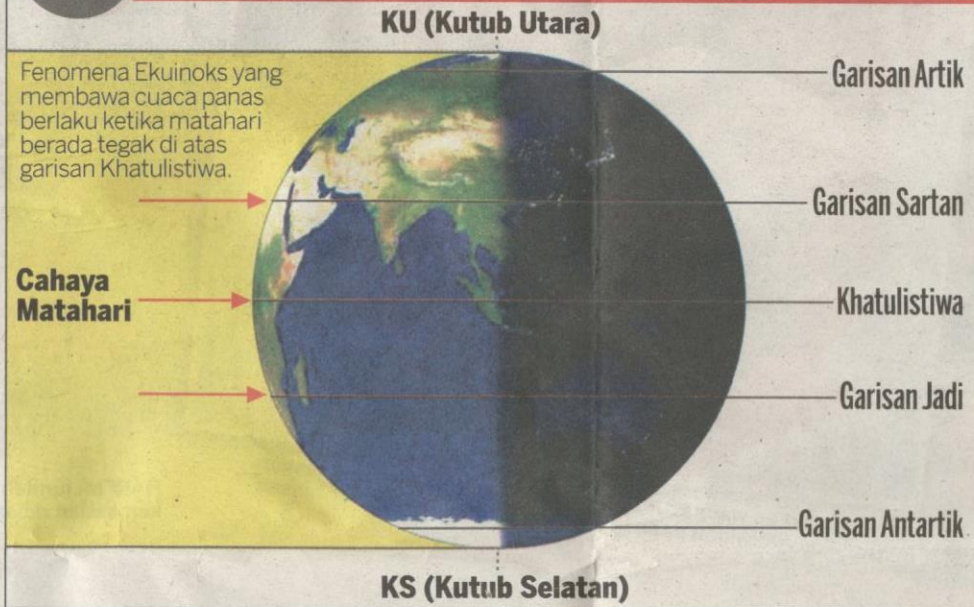 KU (Kutub Utara)
Fenomena Ekuinoks yang
membawa cuaca panas
berlaku ketika matahari
berada tegak di atas
garisan Khatulistiwa.
Garisan Artik
Garisan Sartan
Cahaya
Matahari
Khatulistiwa
Garisan Jadi
Garisan Antartik
KS (Kutub Selatan)